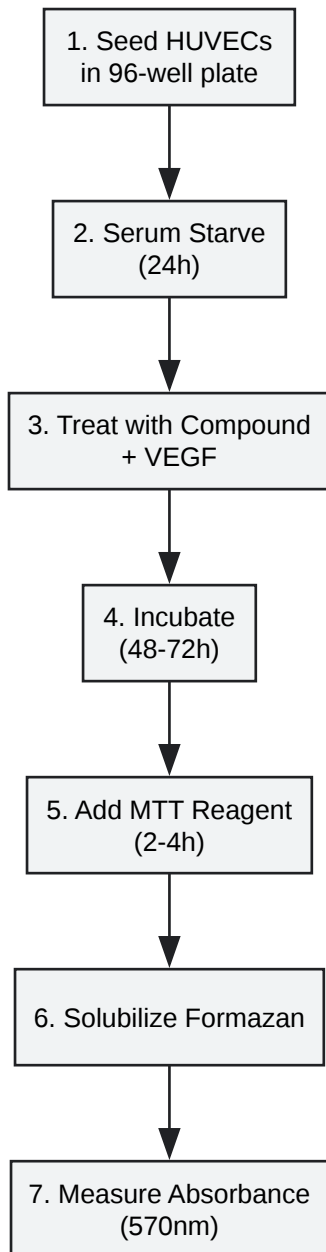 1. Seed HUVECs
in 96-well plate
2. Serum Starve
(24h)
3. Treat with Compound
+ VEGF
4. Incubate
(48-72h)
5. Add MTT Reagent
(2-4h)
6. Solubilize Formazan
7. Measure Absorbance
(570nm)